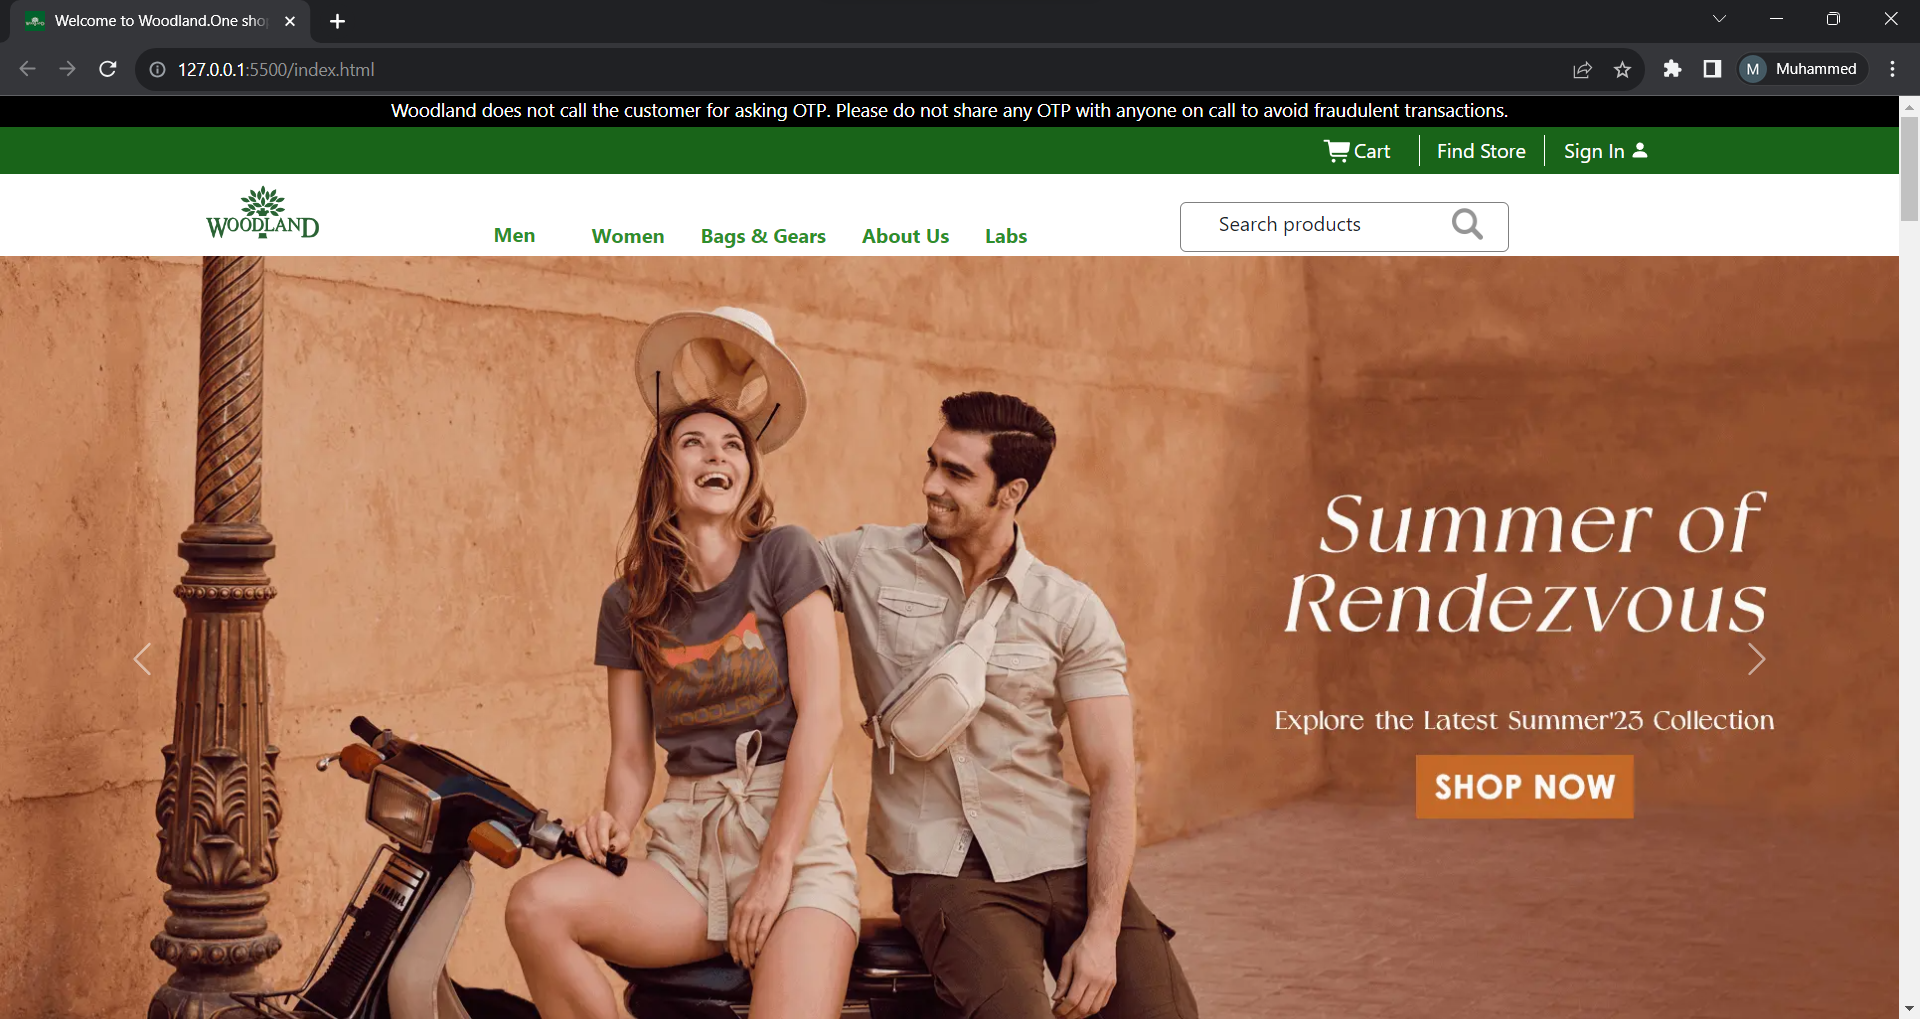 Welcome to Woodland.One sho
127.0.0.1:5500/index.html
M Muhammed
Woodland does not call the customer for asking OTP. Please do not share any OTP with anyone on call to avoid fraudulent transactions.
Cart
Find Store
Sign In
WOODLAND
Men
Women
Bags & Gears
About Us
Labs
Search products
Summer of
Rendezvous
Explore the Latest Summer'23 Collection
SHOP NOW
YAMAHA